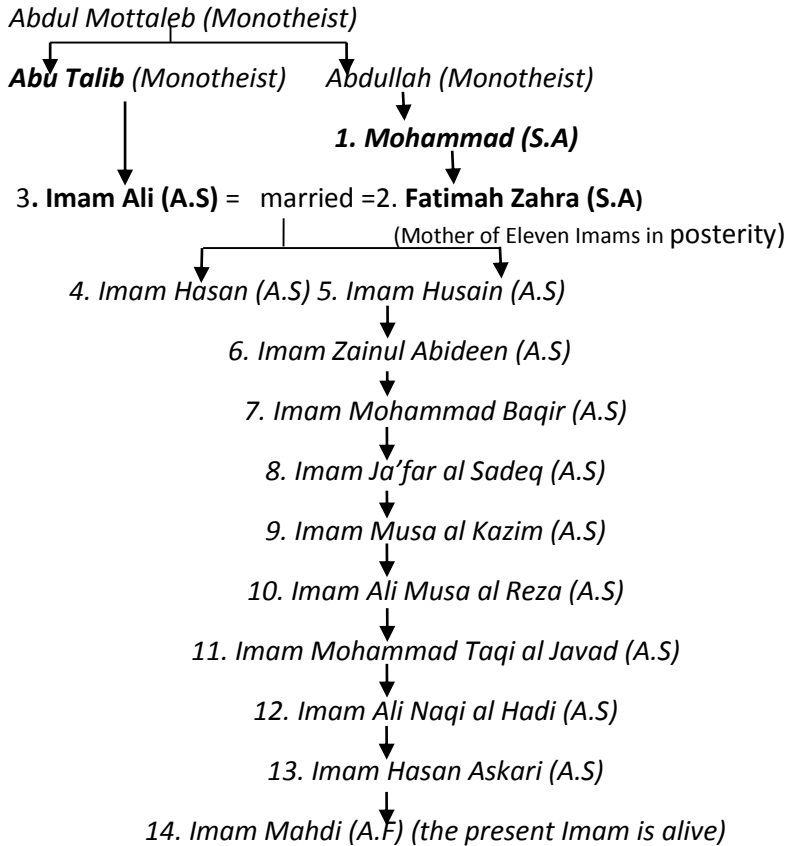 Abdul Mottaleb (Monotheist)
Abu Talib (Monotheist) Abdullah (Monotheist)
1. Mohammad (S.A)
3. Imam Ali (A.S) = married =2. Fatimah Zahra (S.A)
(Mother of Eleven Imams in posterity)
4. Imam Hasan (A.S) 5. Imam Husain (A.S)
6. Imam Zainul Abideen (A.S)
7. Imam Mohammad Baqir (A.S)
8. Imam Ja’far al Sadeq (A.S)
9. Imam Musa al Kazim (A.S)
10. Imam Ali Musa al Reza (A.S)
11. Imam Mohammad Taqi al Javad (A.S)
12. Imam Ali Naqi al Hadi (A.S)
13. Imam Hasan Askari (A.S)
14. Imam Mahdi (A.F) (the present Imam is alive)